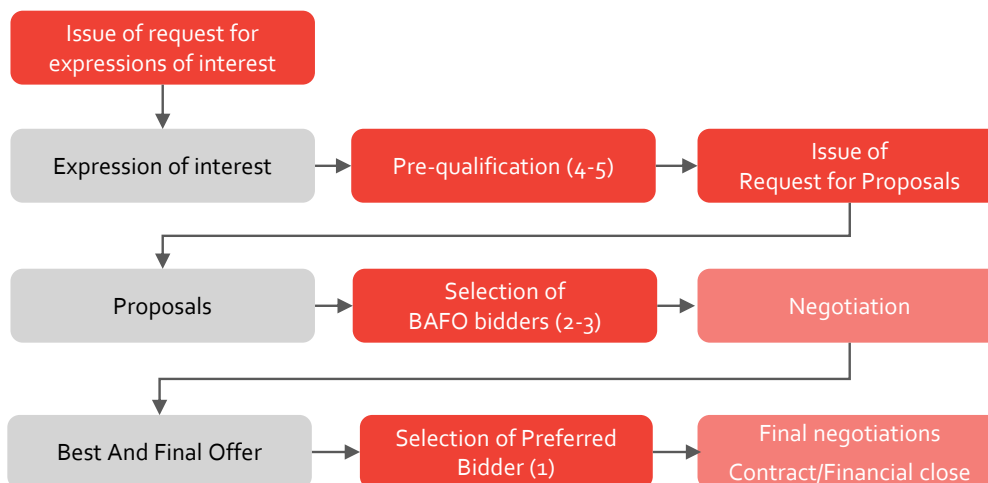 Issue of request for
expressions of interest
Expression of interest
Pre-qualification (4-5)
Issue of
Request for Proposals
Proposals
Selection of
BAFO bidders (2-3)
Negotiation
Best And Final Offer
Selection of Preferred
Bidder (1)
Final negotiations
Contract/Financial close